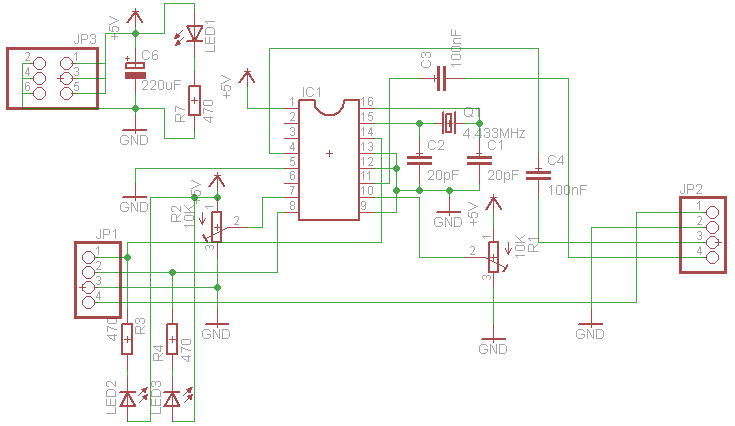 +5V
JP3
2 1
4 3
6 5
C6
220uF
GND
LED1
R7
470
+5V
IC1
1 16
2 15
3 14
4 13
5 12
6 11
7 10
8 9
C3
100nF
Q1
4.433MHz
C2
20pF
C1
20pF
C4
100nF
GND
GND
+5V
R2
10K
1
2
3
+5V
R1
10K
1
2
3
JP2
1
2
3
4
JP1
1
2
3
4
GND
GND
GND
R3
470
R4
470
LED2
LED3